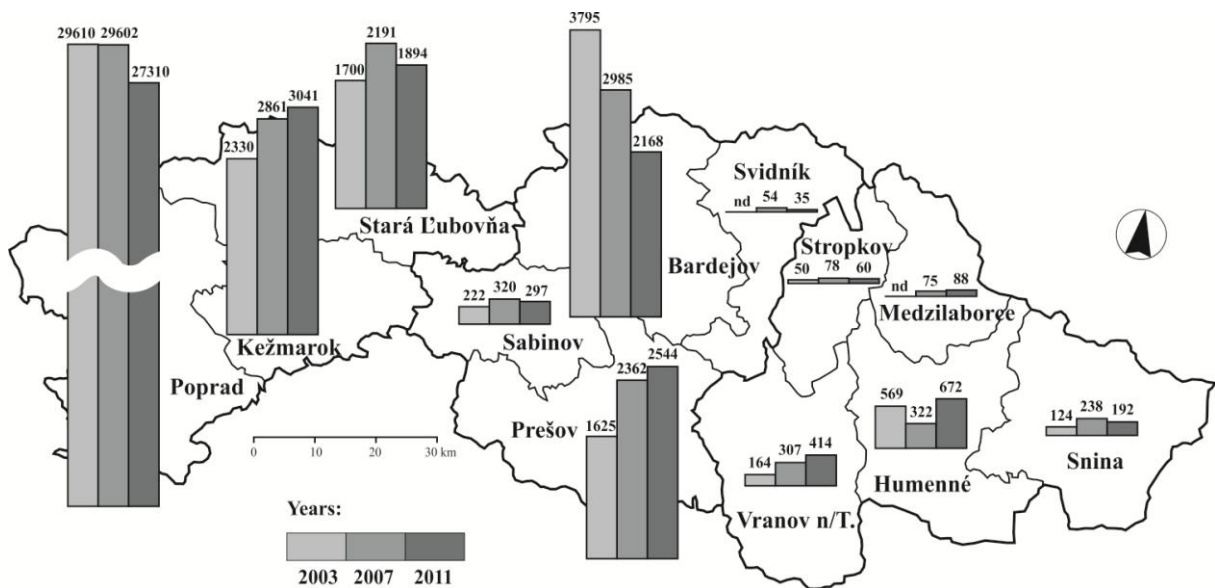 29610 29602 27310
2330 2861 3041
1700 2191 1894
3795 2985 2168
Svidník
nd 54 35
Stará Ľubovňa
Stropkov
50 78 60
Bardejov
nd 75 88
Medzilaborce
222 320 297
Sabinov
Kežmarok
Poprad
1625 2362 2544
Prešov
569 322 672
Humenné
124 238 192
Snina
164 307 414
Vranov n/T.
0 10 20 30 km
Years:
2003 2007 2011